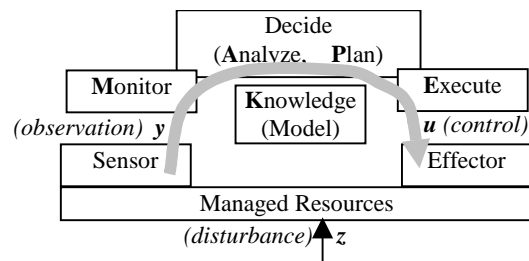 Decide
(Analyze, Plan)
Monitor
Execute
Knowledge
(Model)
(observation) y
u (control)
Sensor
Effector
Managed Resources
(disturbance) z